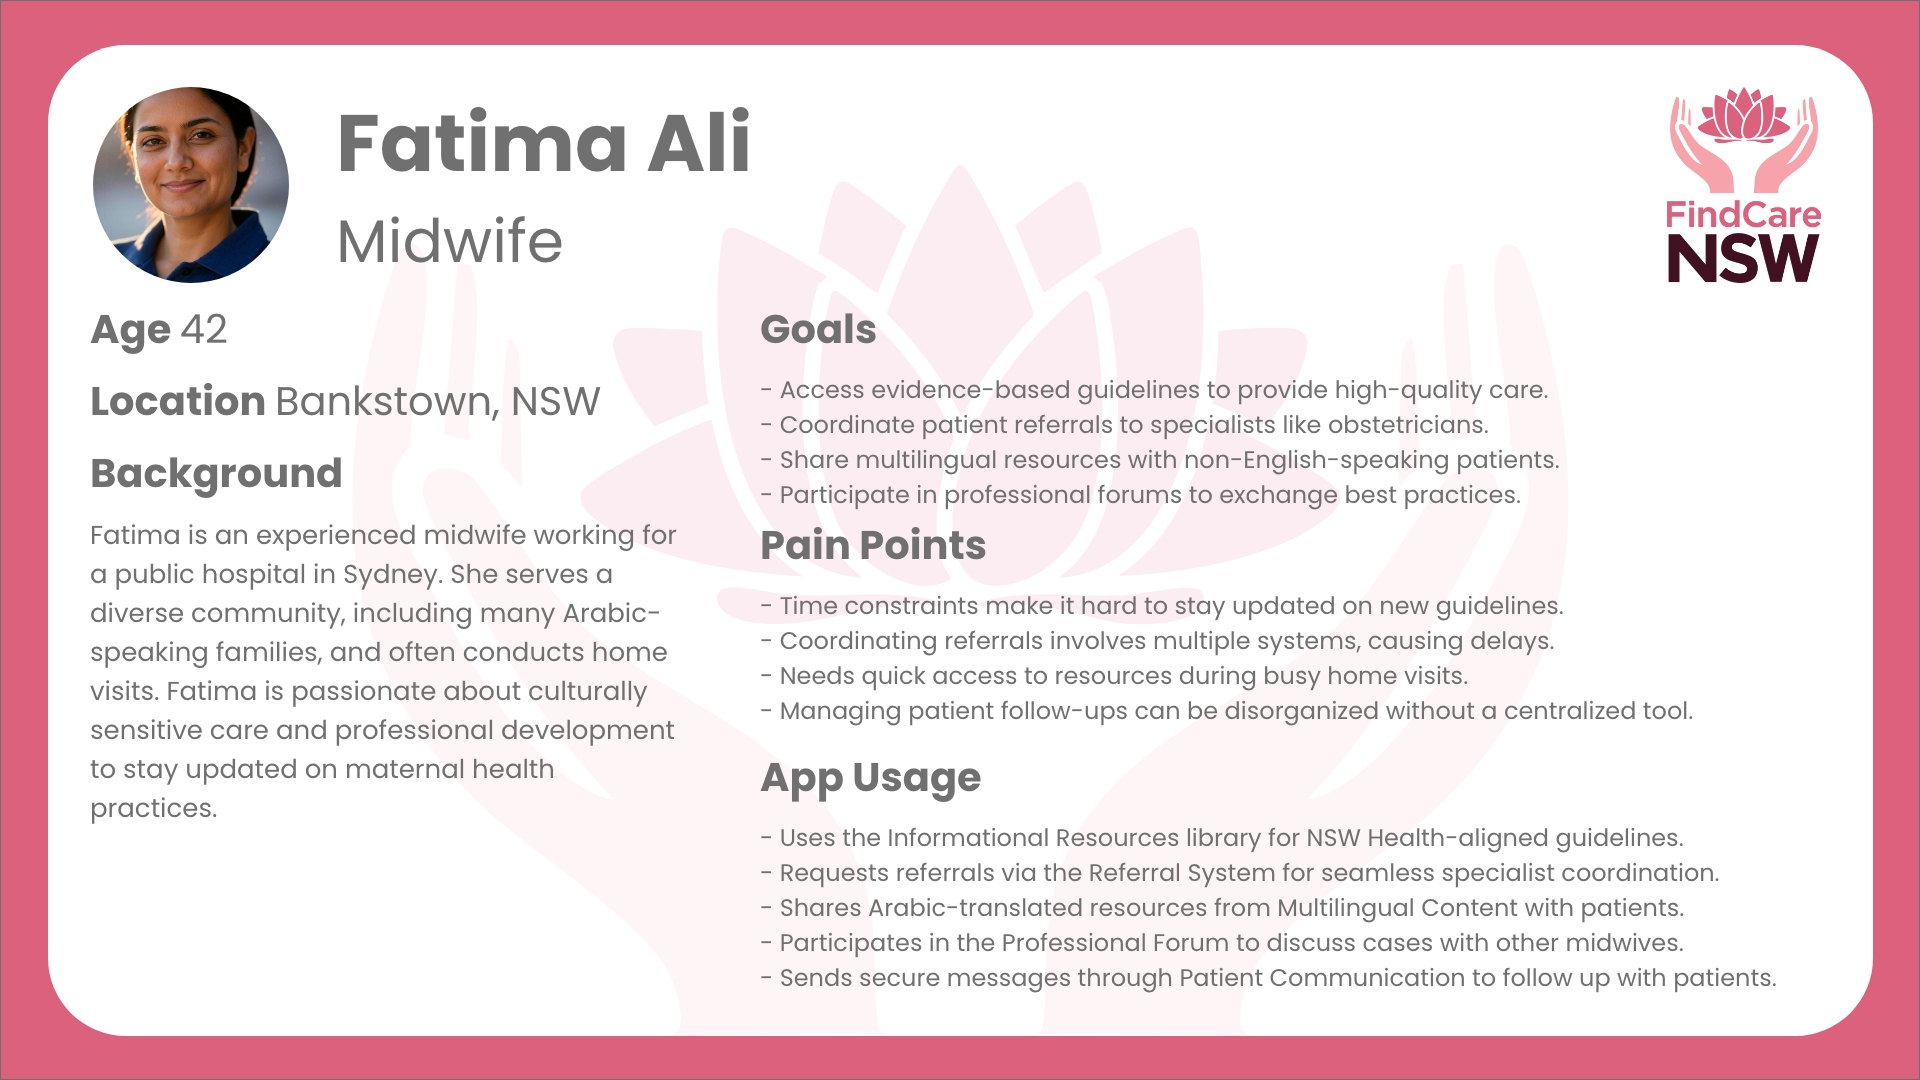 Fatima Ali
Midwife
FindCare
NSW
Age 42
Location Bankstown, NSW
Background
Fatima is an experienced midwife working for
a public hospital in Sydney. She serves a
diverse community, including many Arabic-
speaking families, and often conducts home
visits. Fatima is passionate about culturally
sensitive care and professional development
to stay updated on maternal health
practices.
Goals
- Access evidence-based guidelines to provide high-quality care.
- Coordinate patient referrals to specialists like obstetricians.
- Share multilingual resources with non-English-speaking patients.
- Participate in professional forums to exchange best practices.
Pain Points
- Time constraints make it hard to stay updated on new guidelines.
- Coordinating referrals involves multiple systems, causing delays.
- Needs quick access to resources during busy home visits.
- Managing patient follow-ups can be disorganized without a centralized tool.
App Usage
- Uses the Informational Resources library for NSW Health-aligned guidelines.
- Requests referrals via the Referral System for seamless specialist coordination.
- Shares Arabic-translated resources from Multilingual Content with patients.
- Participates in the Professional Forum to discuss cases with other midwives.
- Sends secure messages through Patient Communication to follow up with patients.